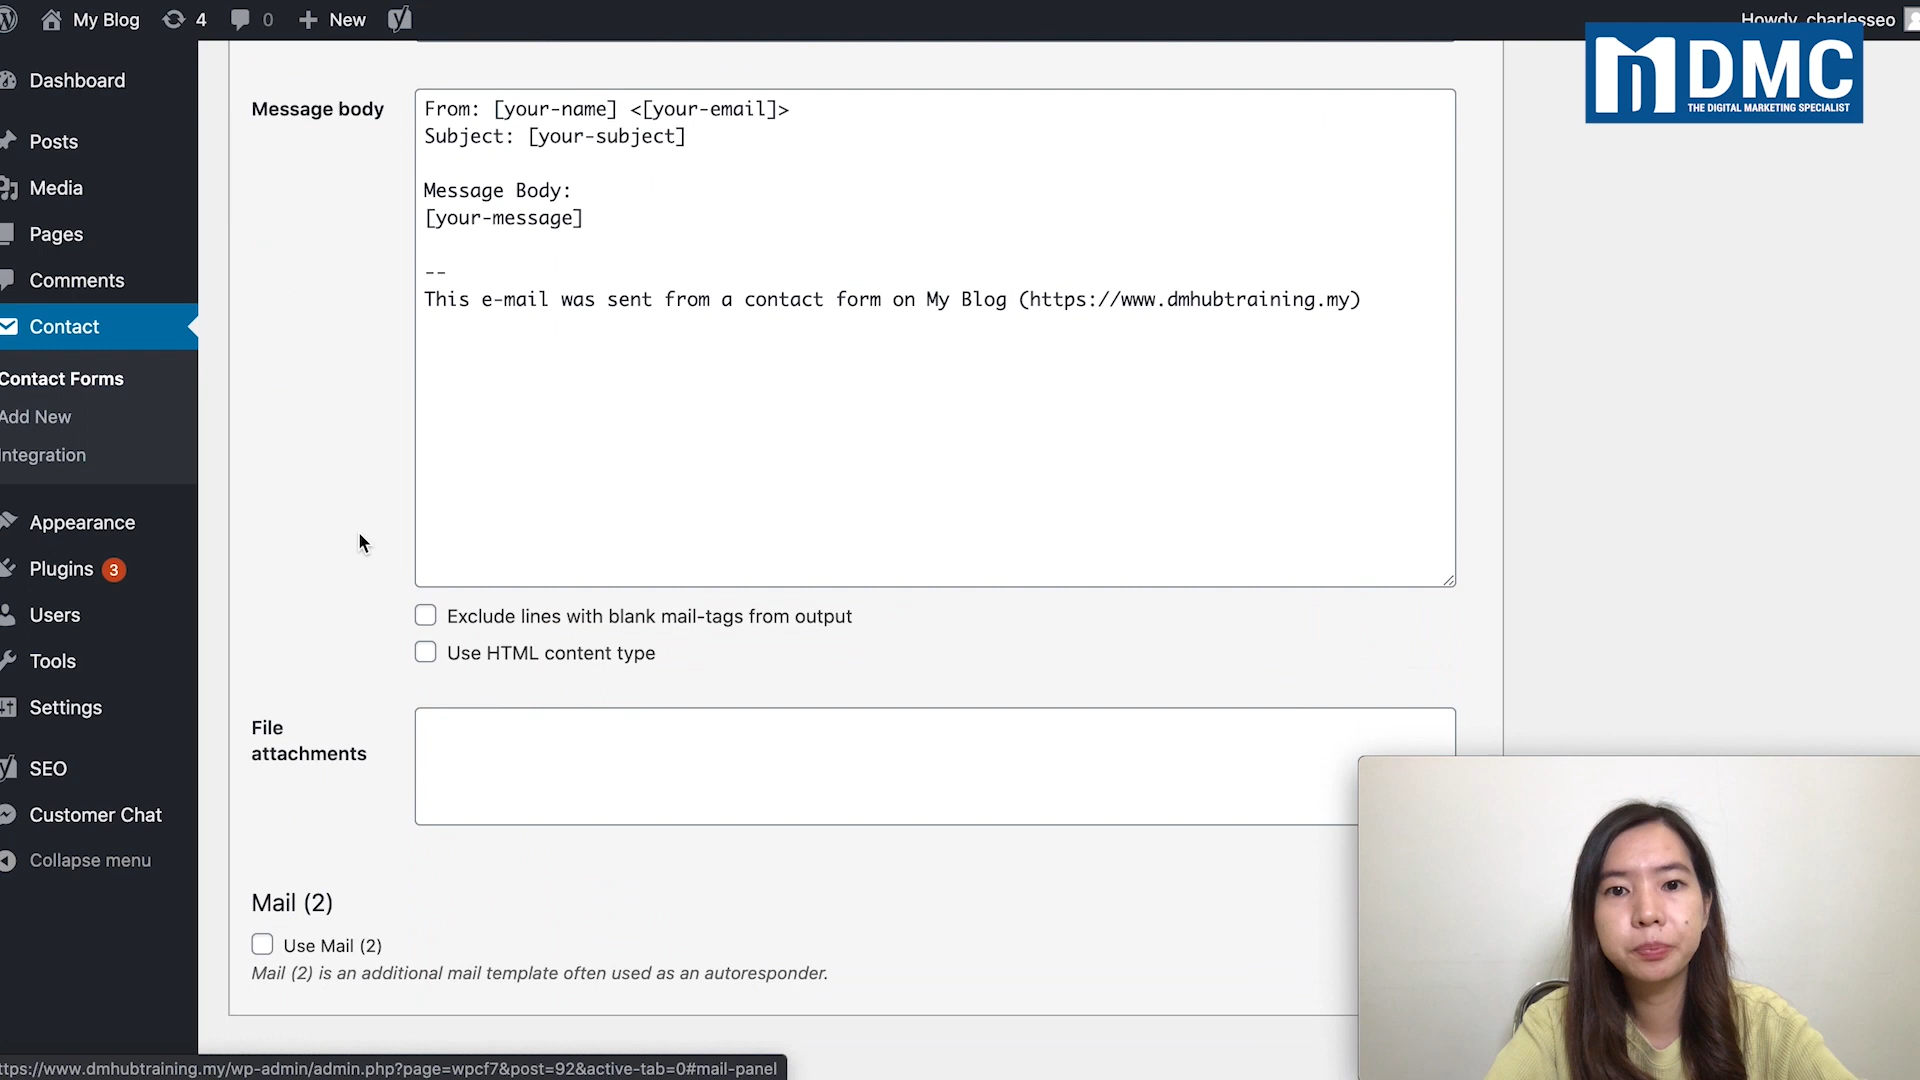 My Blog
4
0
New
Howdy, charlesseo
DMC
THE DIGITAL MARKETING SPECIALIST
Dashboard
Posts
Media
Pages
Comments
Contact
Contact Forms
Add New
Integration
Appearance
Plugins 3
Users
Tools
Settings
SEO
Customer Chat
Collapse menu
Message body
From: [your-name] <[your-email]>
Subject: [your-subject]
Message Body:
[your-message]
--
This e-mail was sent from a contact form on My Blog (https://www.dmhubtraining.my)
Exclude lines with blank mail-tags from output
Use HTML content type
File
attachments
Mail (2)
Use Mail (2)
Mail (2) is an additional mail template often used as an autoresponder.
ttps://www.dmhubtraining.my/wp-admin/admin.php?page=wpcf7&post=92&active-tab=0#mail-panel